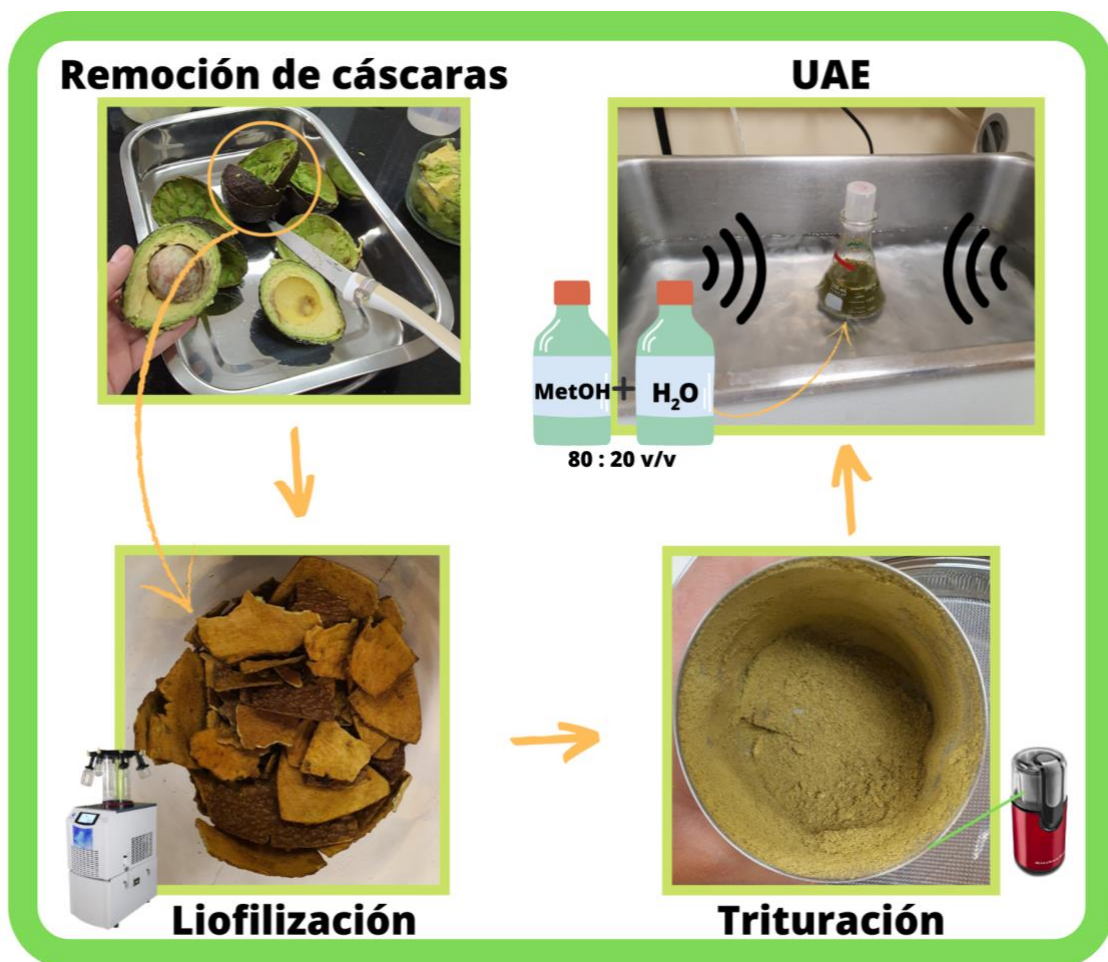 Remoción de cáscaras
UAE
MetOH+
H₂O
80 : 20 v/v
Liofilización
Trituración